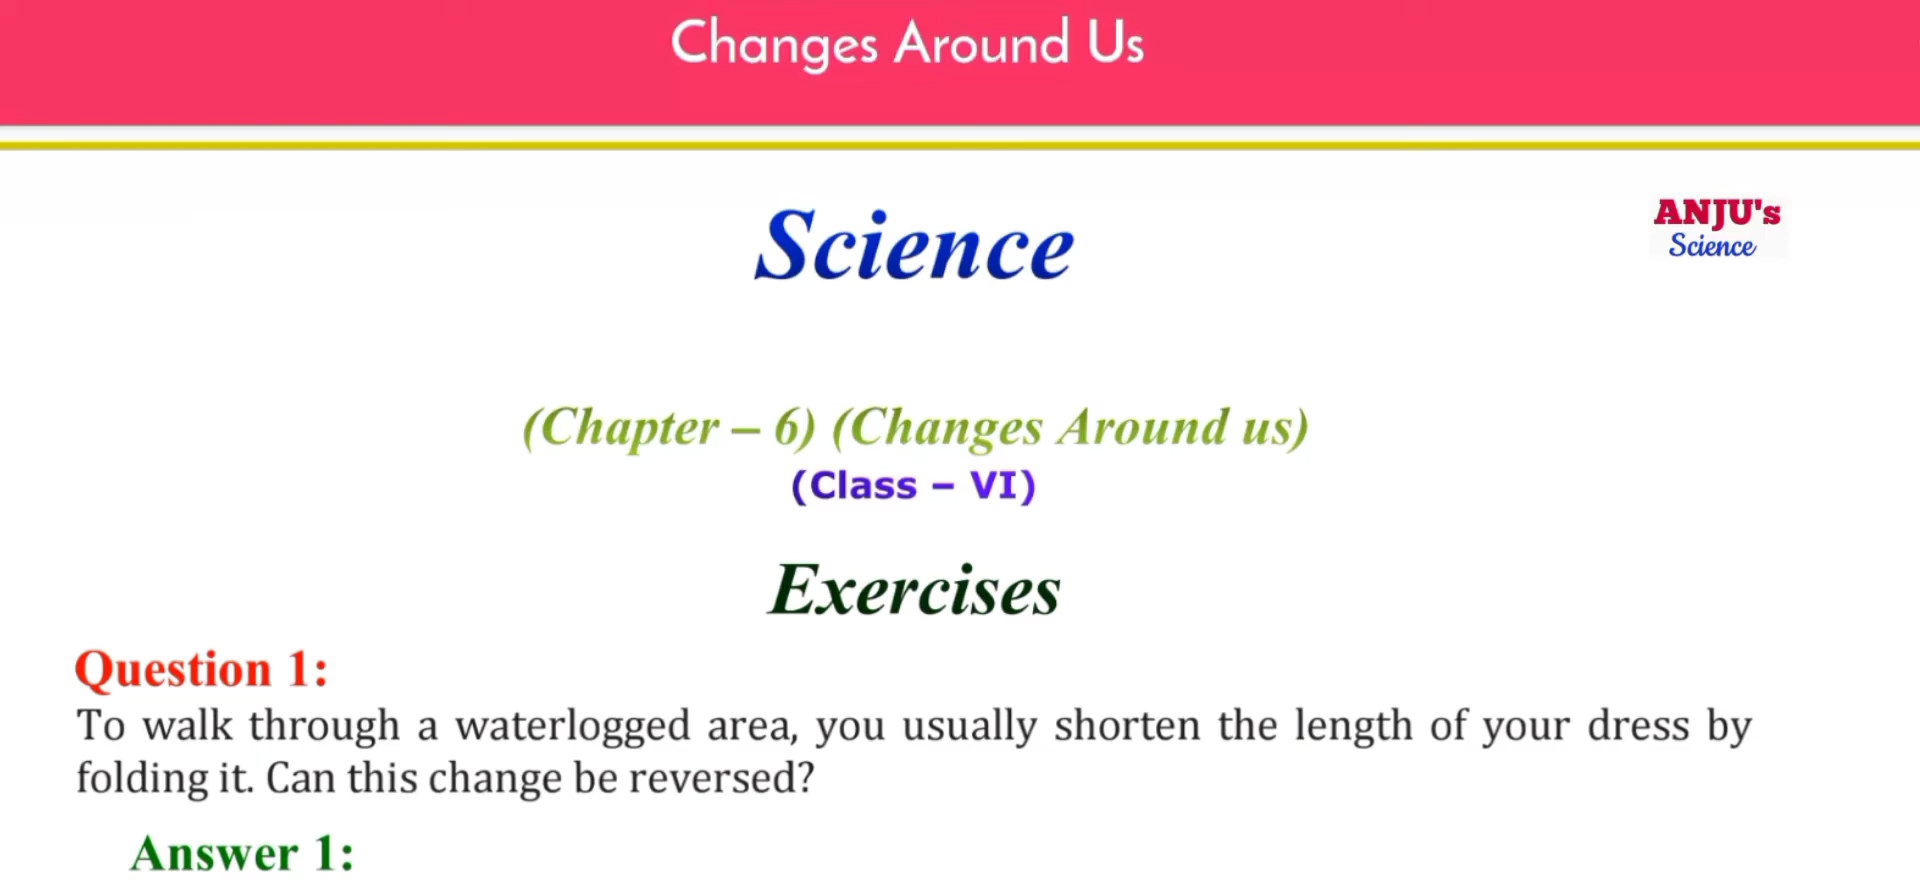 Changes Around Us
Science
ANJU's
Science
(Chapter – 6) (Changes Around us)
(Class – VI)
Exercises
Question 1:
To walk through a waterlogged area, you usually shorten the length of your dress by
folding it. Can this change be reversed?
Answer 1: